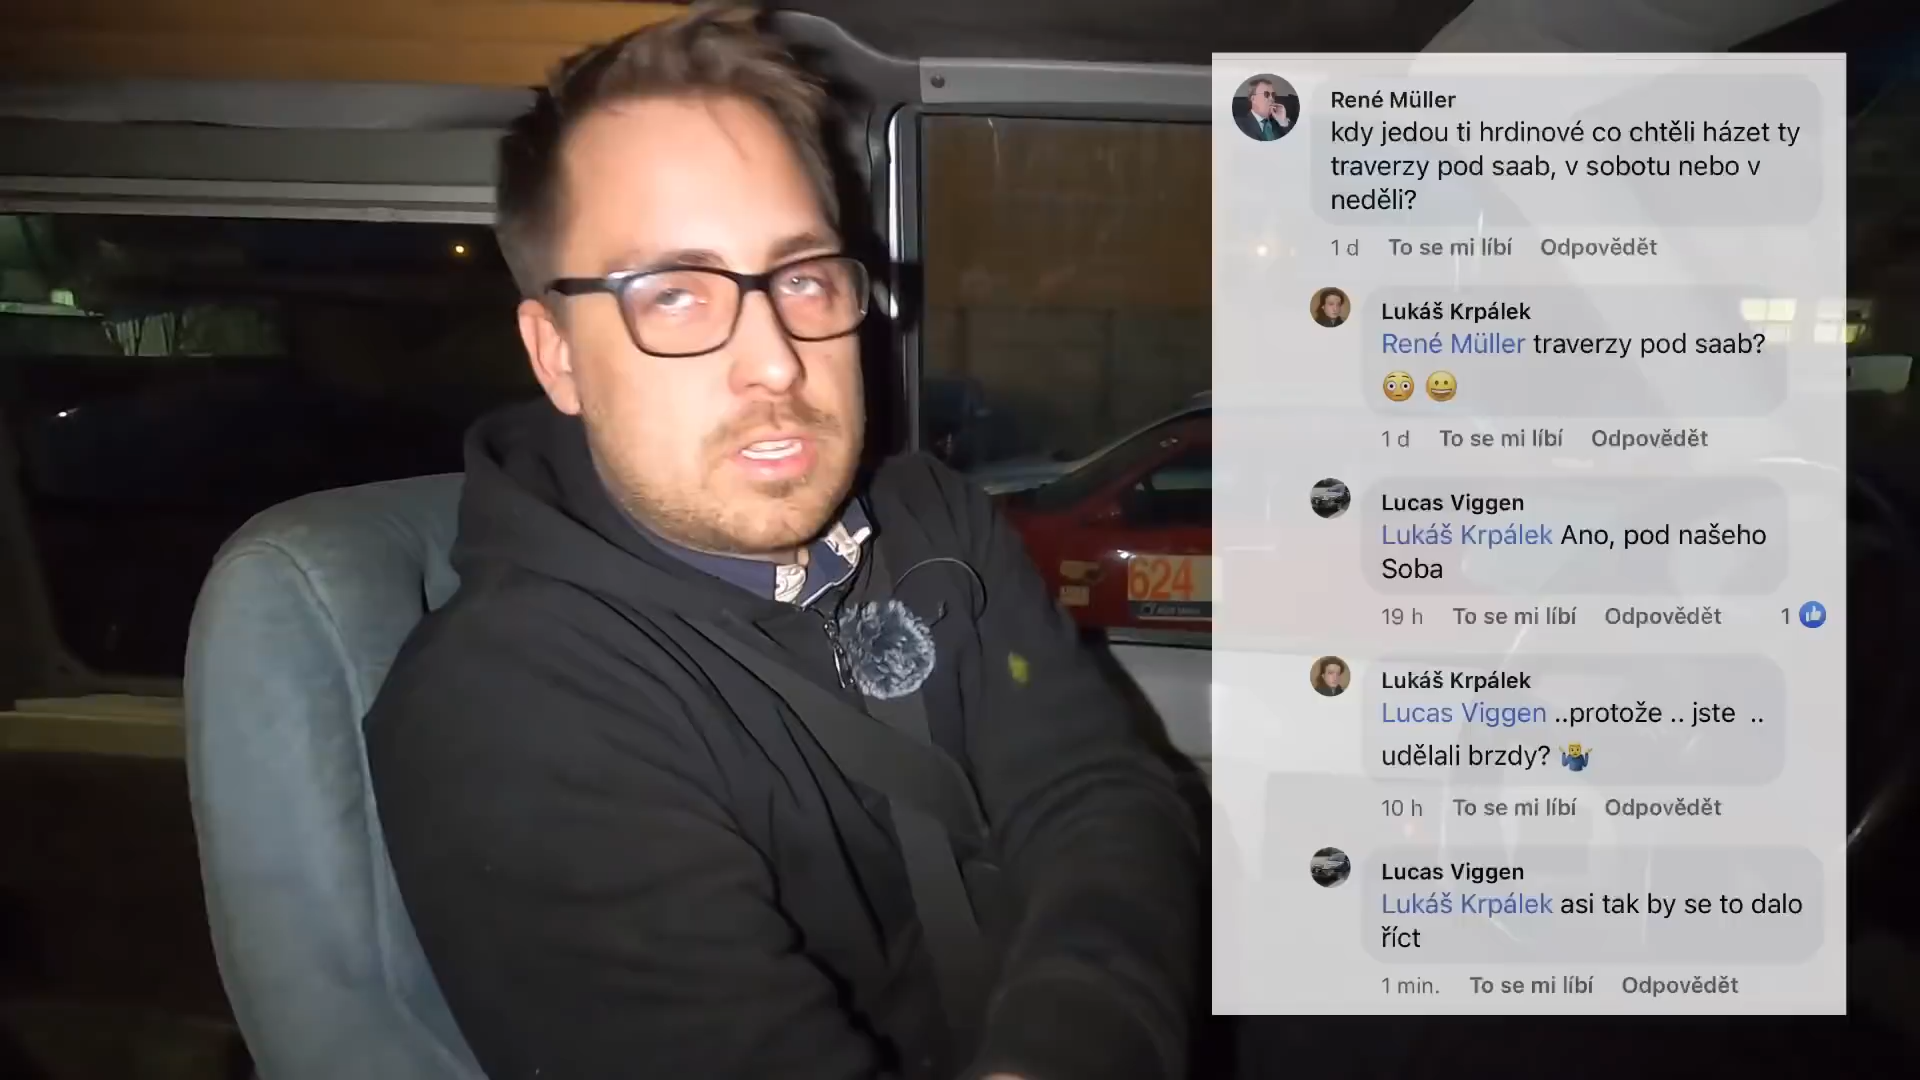 René Müller
kdy jedou ti hrdinové co chtěli házet ty
traverzy pod saab, v sobotu nebo v
neděli?
1 d To se mi líbí Odpovědět
Lukáš Krpálek
René Müller traverzy pod saab?
😳 😀
1 d To se mi líbí Odpovědět
Lucas Viggen
Lukáš Krpálek Ano, pod našeho
Soba
19 h To se mi líbí Odpovědět 1
Lukáš Krpálek
Lucas Viggen ..protože .. jste ..
udělali brzdy? 🤷‍♂️
10 h To se mi líbí Odpovědět
Lucas Viggen
Lukáš Krpálek asi tak by se to dalo
říct
1 min. To se mi líbí Odpovědět
624